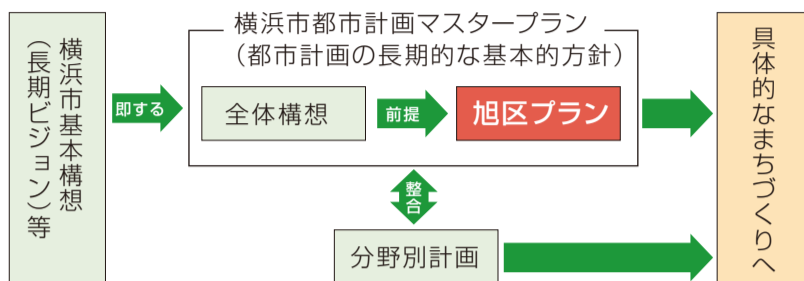 横浜市基本構想
（長期ビジョン）等
即する
横浜市都市計画マスタープラン
（都市計画の長期的な基本的方針）
全体構想
前提
旭区プラン
整合
分野別計画
具体的なまちづくりへ